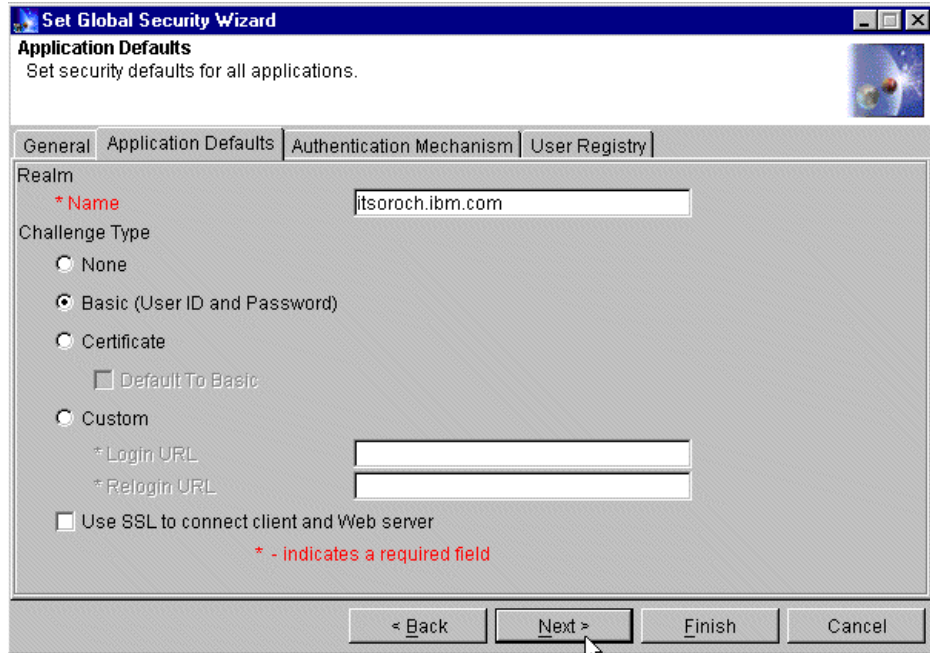 Set Global Security Wizard
Application Defaults
Set security defaults for all applications.
General Application Defaults Authentication Mechanism User Registry
Realm
* Name itsoroch.ibm.com
Challenge Type
None
Basic (User ID and Password)
Certificate
Default To Basic
Custom
* Login URL
* Relogin URL
Use SSL to connect client and Web server
* - indicates a required field
< Back Next > Finish Cancel